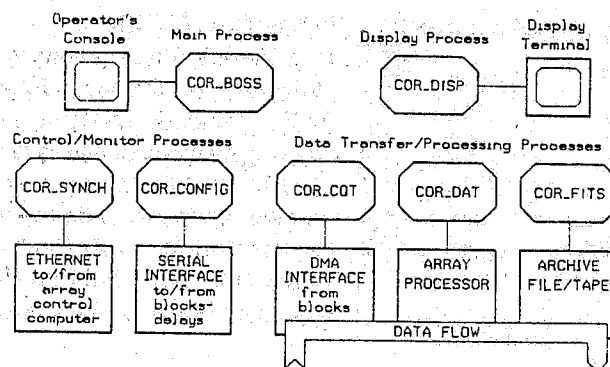 Operator's
Console
Main Process
Display Process
Display
Terminal
COR_BOSS
COR_DISP
Control/Monitor Processes
Data Transfer/Processing Processes
COR_SYNCH
COR_CONFIG
COR_CQT
COR_DAT
COR_FITS
ETHERNET
to/from
array
control
computer
SERIAL
INTERFACE
to/from
blocks-
delays
DMA
INTERFACE
from
blocks
ARRAY
PROCESSOR
ARCHIVE
FILE/TAPE
DATA FLOW